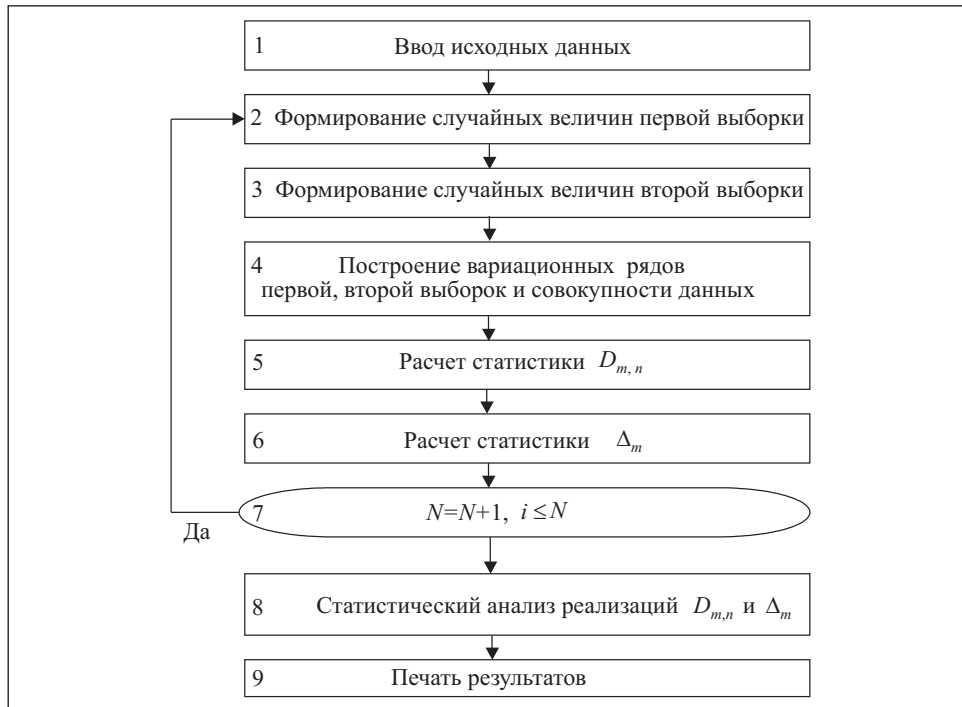 1 Ввод исходных данных
2 Формирование случайных величин первой выборки
3 Формирование случайных величин второй выборки
4 Построение вариационных рядов
первой, второй выборок и совокупности данных
5 Расчет статистики D_{m, n}
6 Расчет статистики Δ_m
7 N=N+1, i ≤ N
Да
8 Статистический анализ реализаций D_{m,n} и Δ_m
9 Печать результатов